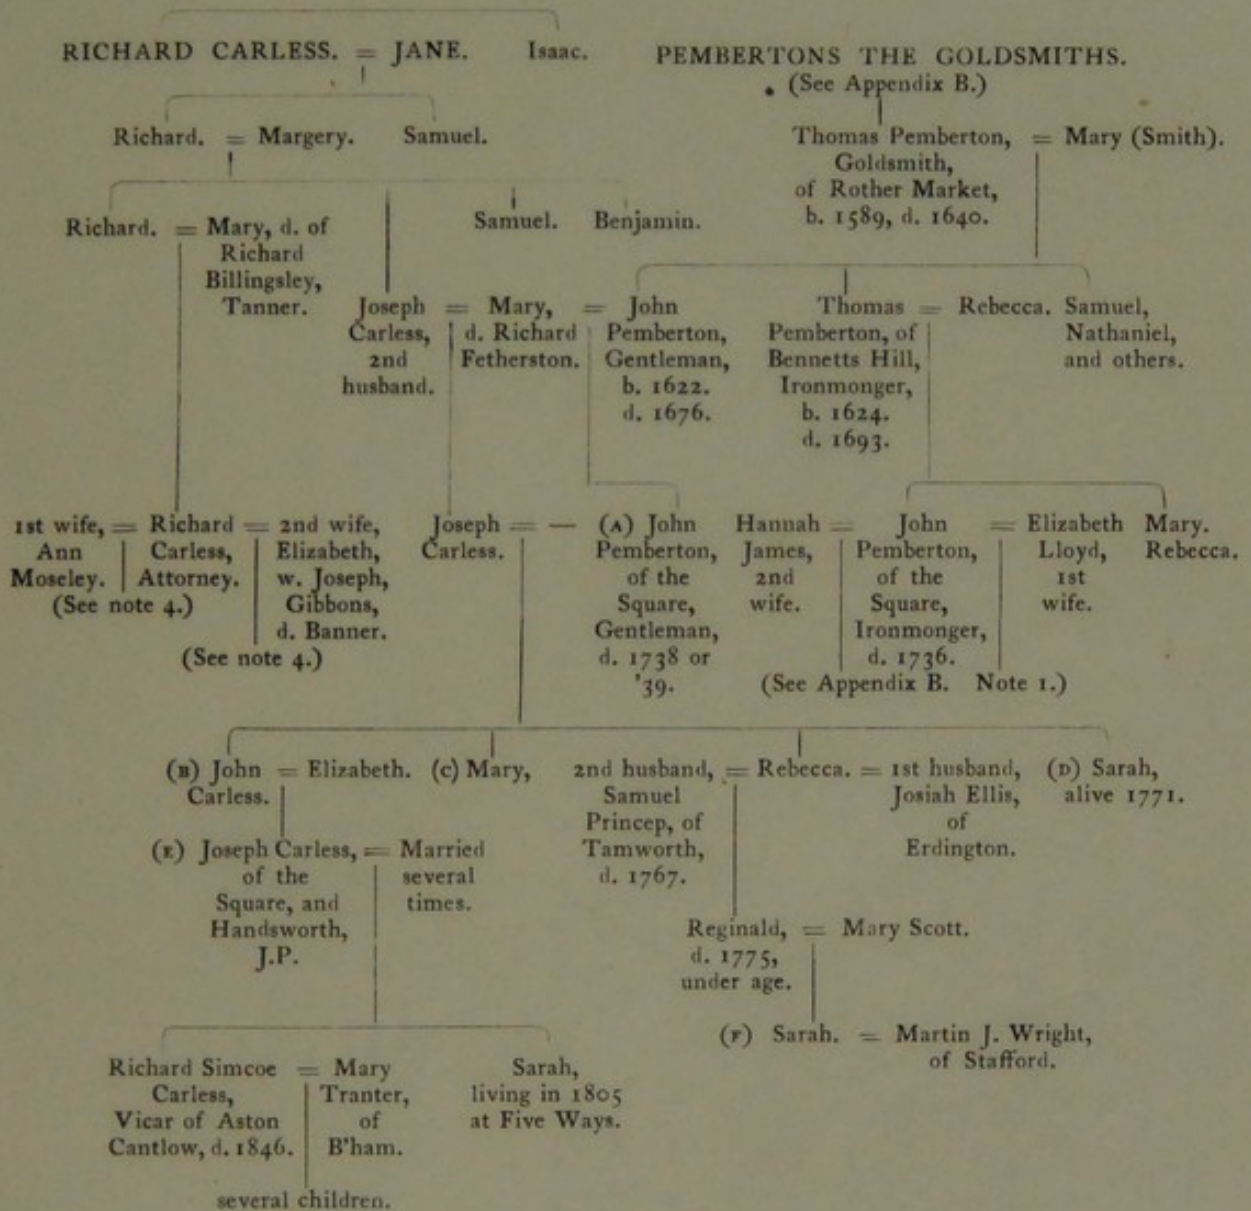 RICHARD CARLESS. = JANE. Isaac. PEMBERTONS THE GOLDSMITHS.
(See Appendix B.)
Richard. = Margery. Samuel. Thomas Pemberton, = Mary (Smith).
Goldsmith,
of Rother Market,
b. 1589, d. 1640.
Richard. = Mary, d. of Samuel. Benjamin.
Richard
Billingsley,
Tanner.
Joseph = Mary, = John Thomas = Rebecca. Samuel,
Carless, d. Richard Pemberton, Pemberton, of Nathaniel,
2nd Fetherston. Gentleman, Bennetts Hill, and others.
husband. b. 1622. Ironmonger,
d. 1676. b. 1624.
d. 1693.
1st wife, = Richard = 2nd wife, Joseph = — (A) John Hannah = John = Elizabeth Mary.
Ann Carless, Elizabeth, Carless. Pemberton, James, Pemberton, Lloyd, Rebecca.
Moseley. Attorney. w. Joseph, of the 2nd of the 1st
(See note 4.) Gibbons, Square, wife. Square, wife.
d. Banner. Gentleman, Ironmonger,
(See note 4.) d. 1738 or d. 1736.
'39. (See Appendix B. Note 1.)
(B) John = Elizabeth. (C) Mary, 2nd husband, = Rebecca. = 1st husband, (D) Sarah,
Carless. Samuel Josiah Ellis, alive 1771.
Princep, of of
(E) Joseph Carless, = Married Tamworth, Erdington.
of the several d. 1767.
Square, and times.
Handsworth, Reginald, = Mary Scott.
J.P. d. 1775,
under age.
(F) Sarah. = Martin J. Wright,
of Stafford.
Richard Simcoe = Mary Sarah,
Carless, Tranter, living in 1805
Vicar of Aston of at Five Ways.
Cantlow, d. 1846. B'ham.
several children.